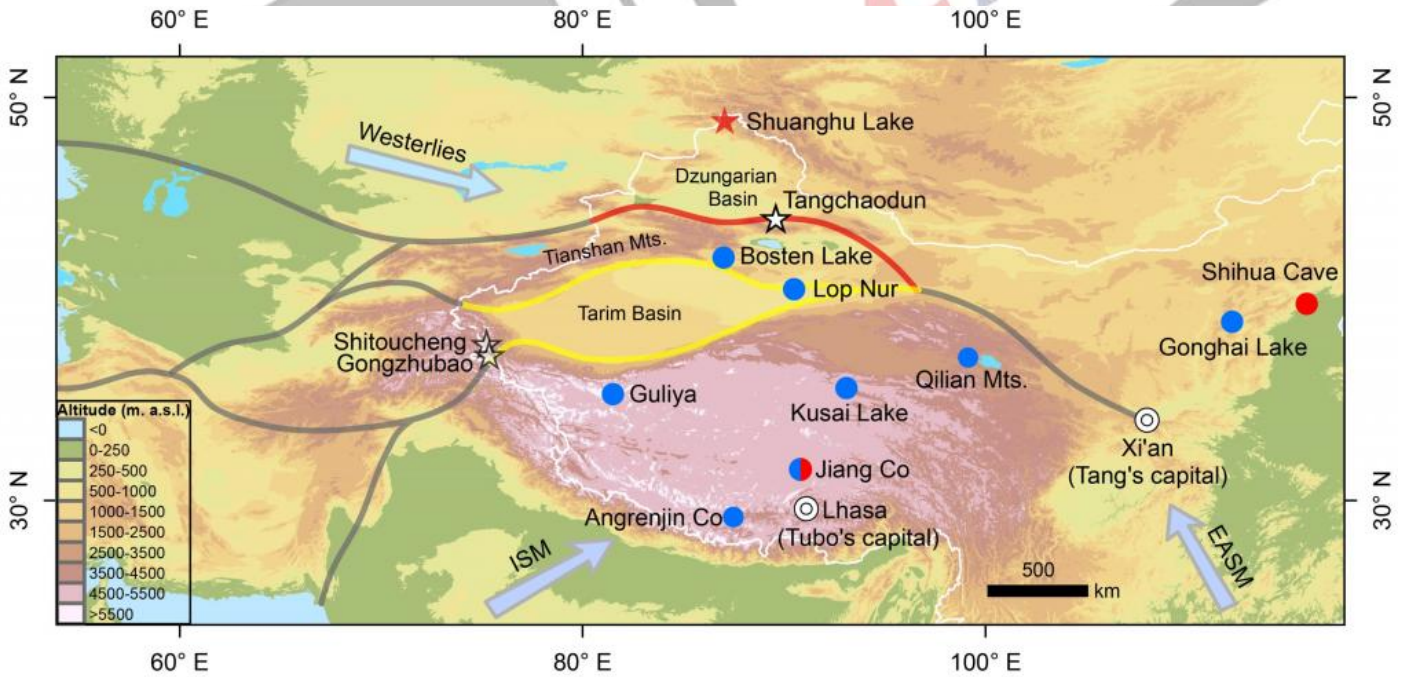 60° E
80° E
100° E
50° N
50° N
Shuanghu Lake
Westerlies
Dzungarian
Basin
Tangchaodun
Tianshan Mts.
Bosten Lake
Shihua Cave
Lop Nur
Tarim Basin
Shitoucheng
Gongzhubao
Gonghai Lake
Qilian Mts.
Guliya
Kusai Lake
Altitude (m. a.s.l.)
<0
0-250
250-500
500-1000
1000-1500
1500-2500
2500-3500
3500-4500
4500-5500
>5500
Xi'an
(Tang's capital)
Jiang Co
30° N
30° N
Angrenjin Co
Lhasa
(Tubo's capital)
ISM
EASM
500
km
60° E
80° E
100° E